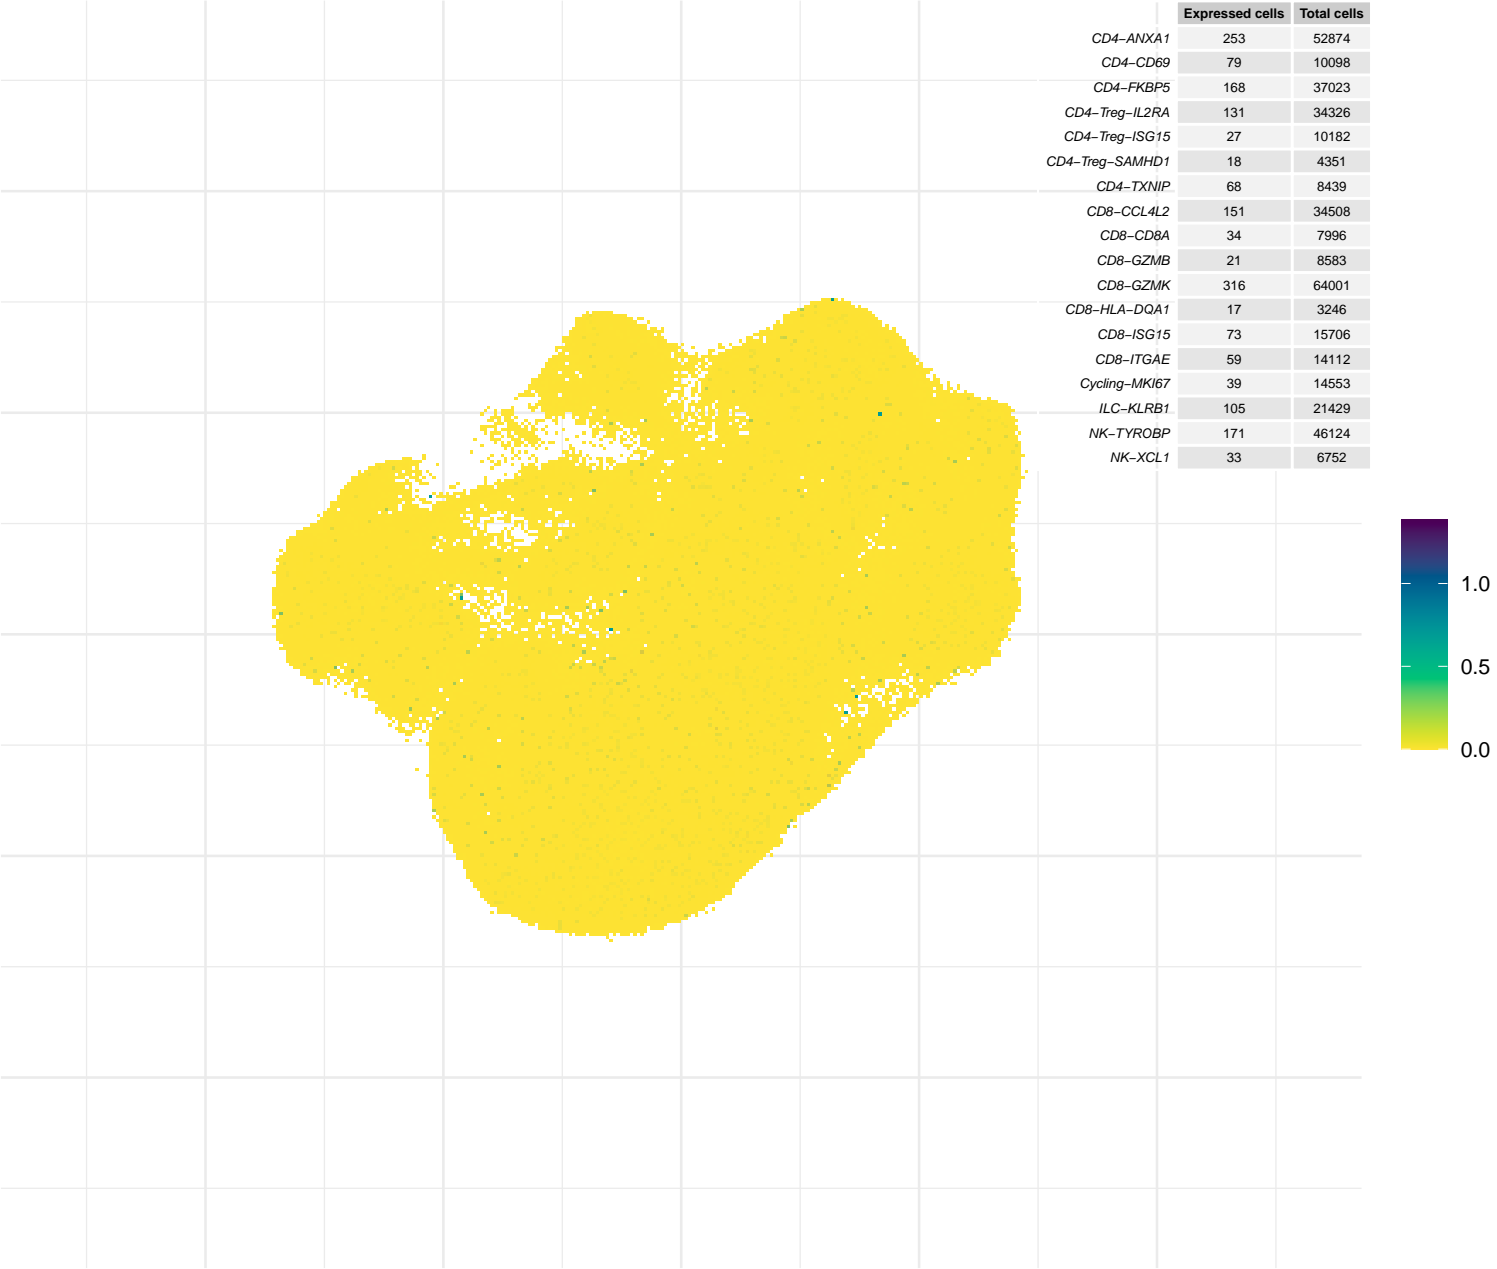 Expressed cells Total cells
CD4−ANXA1 253 52874
CD4−CD69 79 10098
CD4−FKBP5 168 37023
CD4−Treg−IL2RA 131 34326
CD4−Treg−ISG15 27 10182
CD4−Treg−SAMHD1 18 4351
CD4−TXNIP 68 8439
CD8−CCL4L2 151 34508
CD8−CD8A 34 7996
CD8−GZMB 21 8583
CD8−GZMK 316 64001
CD8−HLA−DQA1 17 3246
CD8−ISG15 73 15706
CD8−ITGAE 59 14112
Cycling−MKI67 39 14553
ILC−KLRB1 105 21429
NK−TYROBP 171 46124
NK−XCL1 33 6752
1.0
0.5
0.0